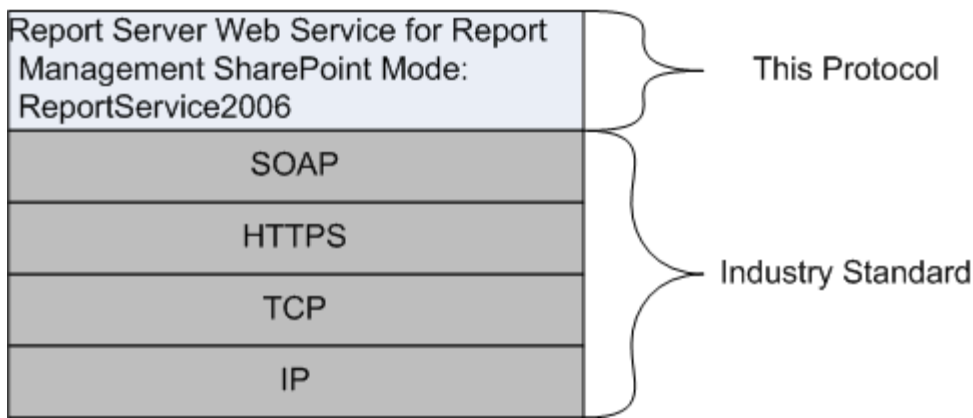 Report Server Web Service for Report
Management SharePoint Mode:
ReportService2006
This Protocol
SOAP
HTTPS
TCP
IP
Industry Standard